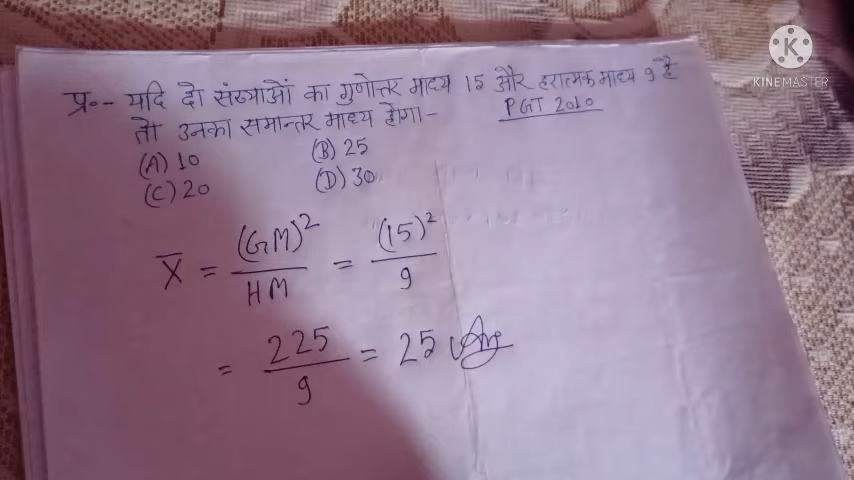 प्र०- यदि दो संख्याओं का गुणोत्तर माध्य 15 और हरात्मक माध्य 9 है
तो उनका समान्तर माध्य होगा- PGT 2010
(A) 10 (B) 25
(C) 20 (D) 30
X̄ = (GM)² / HM = (15)² / 9
= 225 / 9 = 25 Ans
KINEMASTER